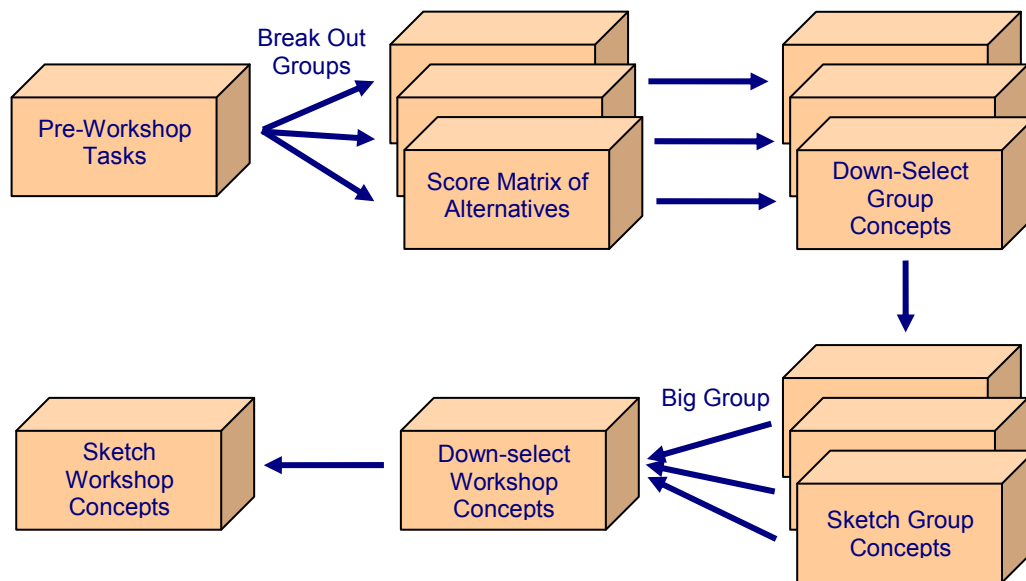 Break Out
Groups
Pre-Workshop
Tasks
Score Matrix of
Alternatives
Down-Select
Group
Concepts
Big Group
Sketch
Workshop
Concepts
Down-select
Workshop
Concepts
Sketch Group
Concepts